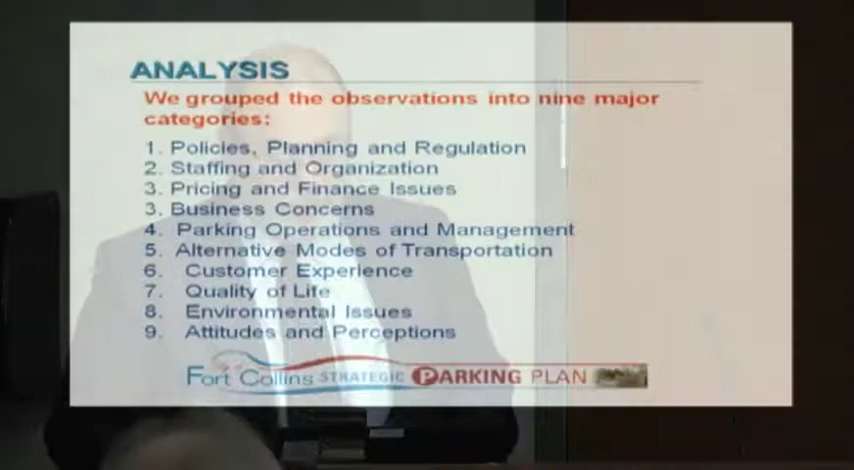 ANALYSIS
We grouped the observations into nine major
categories:
1. Policies, Planning and Regulation
2. Staffing and Organization
3. Pricing and Finance Issues
3. Business Concerns
4. Parking Operations and Management
5. Alternative Modes of Transportation
6. Customer Experience
7. Quality of Life
8. Environmental Issues
9. Attitudes and Perceptions
Fort Collins STRATEGIC PARKING PLAN